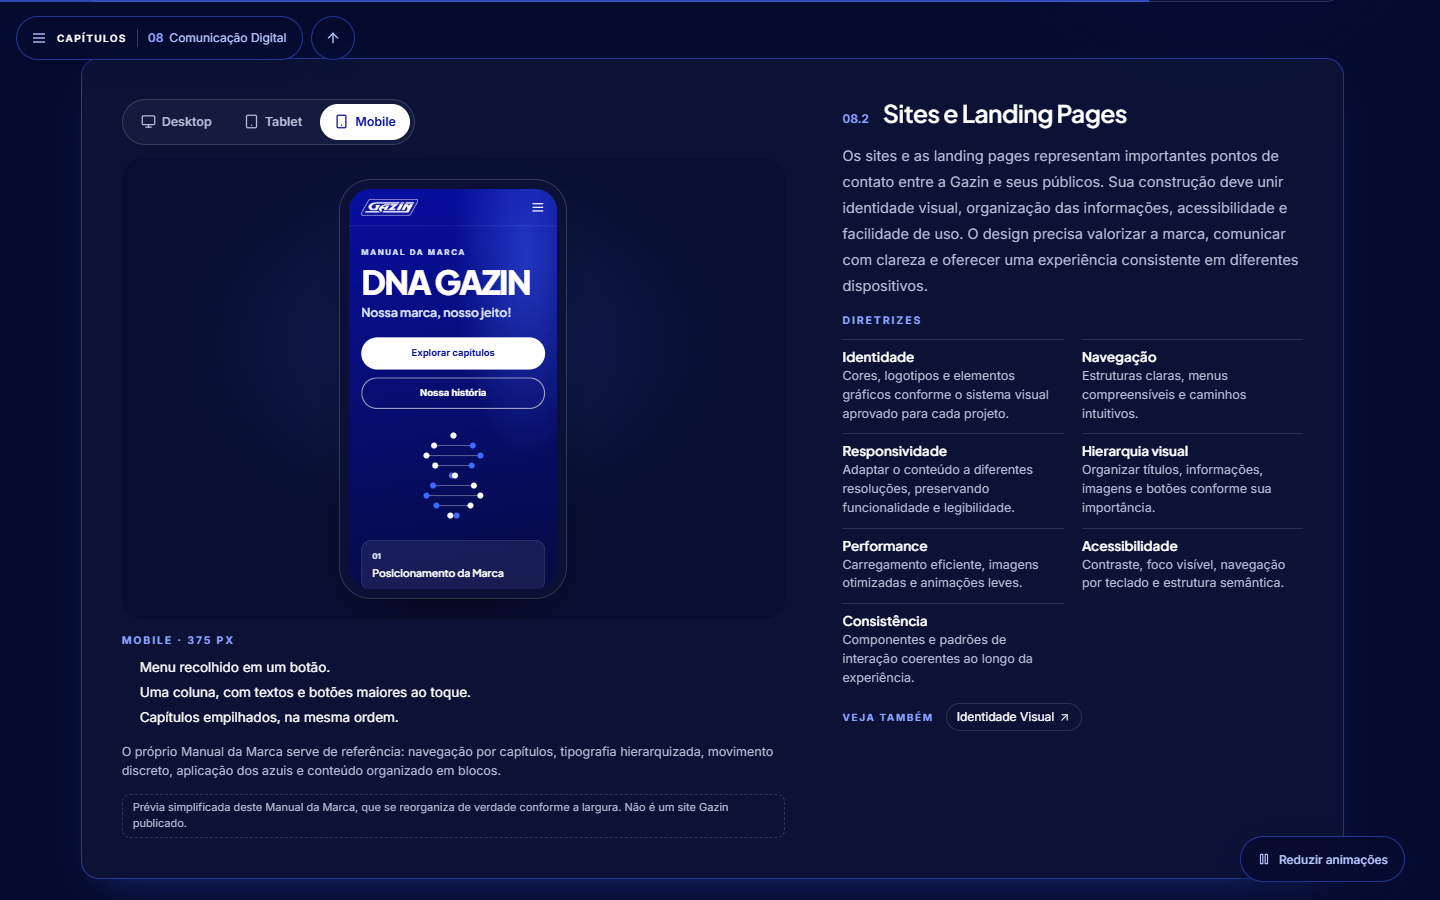 CAPÍTULOS
08 Comunicação Digital
Desktop
Tablet
Mobile
GAZIN
MANUAL DA MARCA
DNA GAZIN
Nossa marca, nosso jeito!
Explorar capítulos
Nossa história
01
Posicionamento da Marca
MOBILE · 375 PX
Menu recolhido em um botão.
Uma coluna, com textos e botões maiores ao toque.
Capítulos empilhados, na mesma ordem.
O próprio Manual da Marca serve de referência: navegação por capítulos, tipografia hierarquizada, movimento
discreto, aplicação dos azuis e conteúdo organizado em blocos.
Prévia simplificada deste Manual da Marca, que se reorganiza de verdade conforme a largura. Não é um site Gazin
publicado.
08.2 Sites e Landing Pages
Os sites e as landing pages representam importantes pontos de
contato entre a Gazin e seus públicos. Sua construção deve unir
identidade visual, organização das informações, acessibilidade e
facilidade de uso. O design precisa valorizar a marca, comunicar
com clareza e oferecer uma experiência consistente em diferentes
dispositivos.
DIRETRIZES
Identidade
Cores, logotipos e elementos
gráficos conforme o sistema visual
aprovado para cada projeto.
Navegação
Estruturas claras, menus
compreensíveis e caminhos
intuitivos.
Responsividade
Adaptar o conteúdo a diferentes
resoluções, preservando
funcionalidade e legibilidade.
Hierarquia visual
Organizar títulos, informações,
imagens e botões conforme sua
importância.
Performance
Carregamento eficiente, imagens
otimizadas e animações leves.
Acessibilidade
Contraste, foco visível, navegação
por teclado e estrutura semântica.
Consistência
Componentes e padrões de
interação coerentes ao longo da
experiência.
VEJA TAMBÉM
Identidade Visual
Reduzir animações